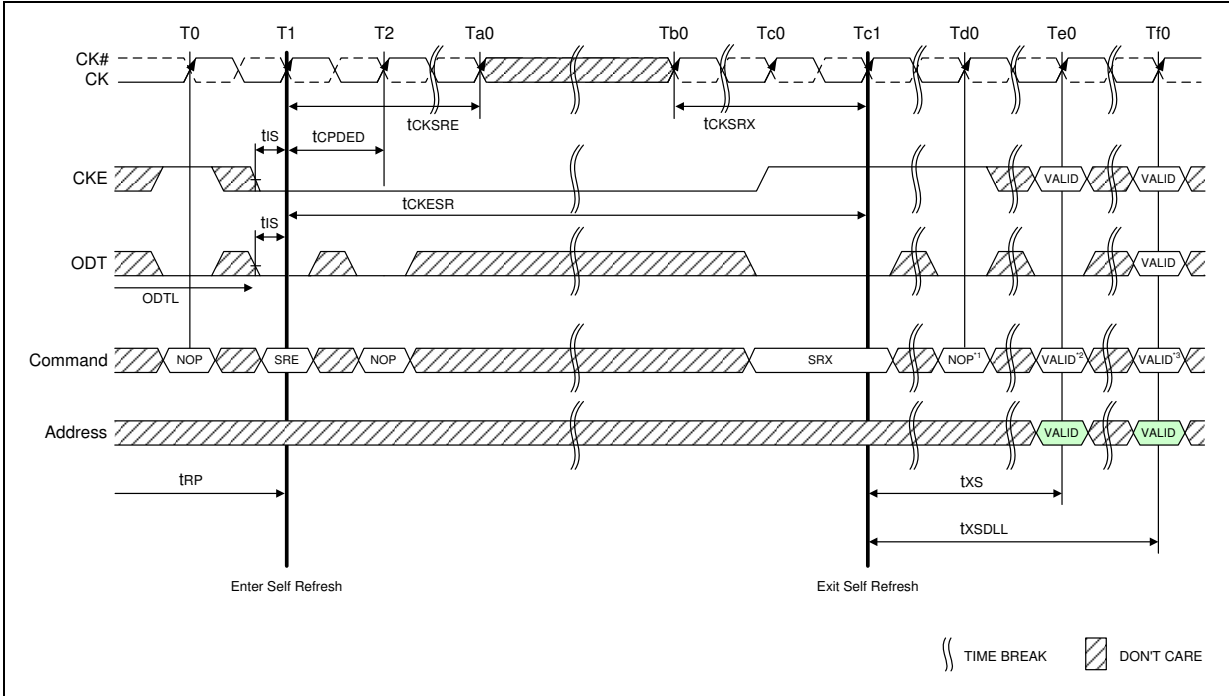 T0 T1 T2 Ta0 Tb0 Tc0 Tc1 Td0 Te0 Tf0
CK#
CK
tCKSRE tCKSRX
tIS tCPDED
CKE VALID VALID
tCKESR
tIS
ODT VALID
ODTL
Command NOP SRE NOP SRX NOP*1 VALID*2 VALID*3
Address VALID VALID
tRP tXS
tXSDLL
Enter Self Refresh Exit Self Refresh
TIME BREAK DON'T CARE